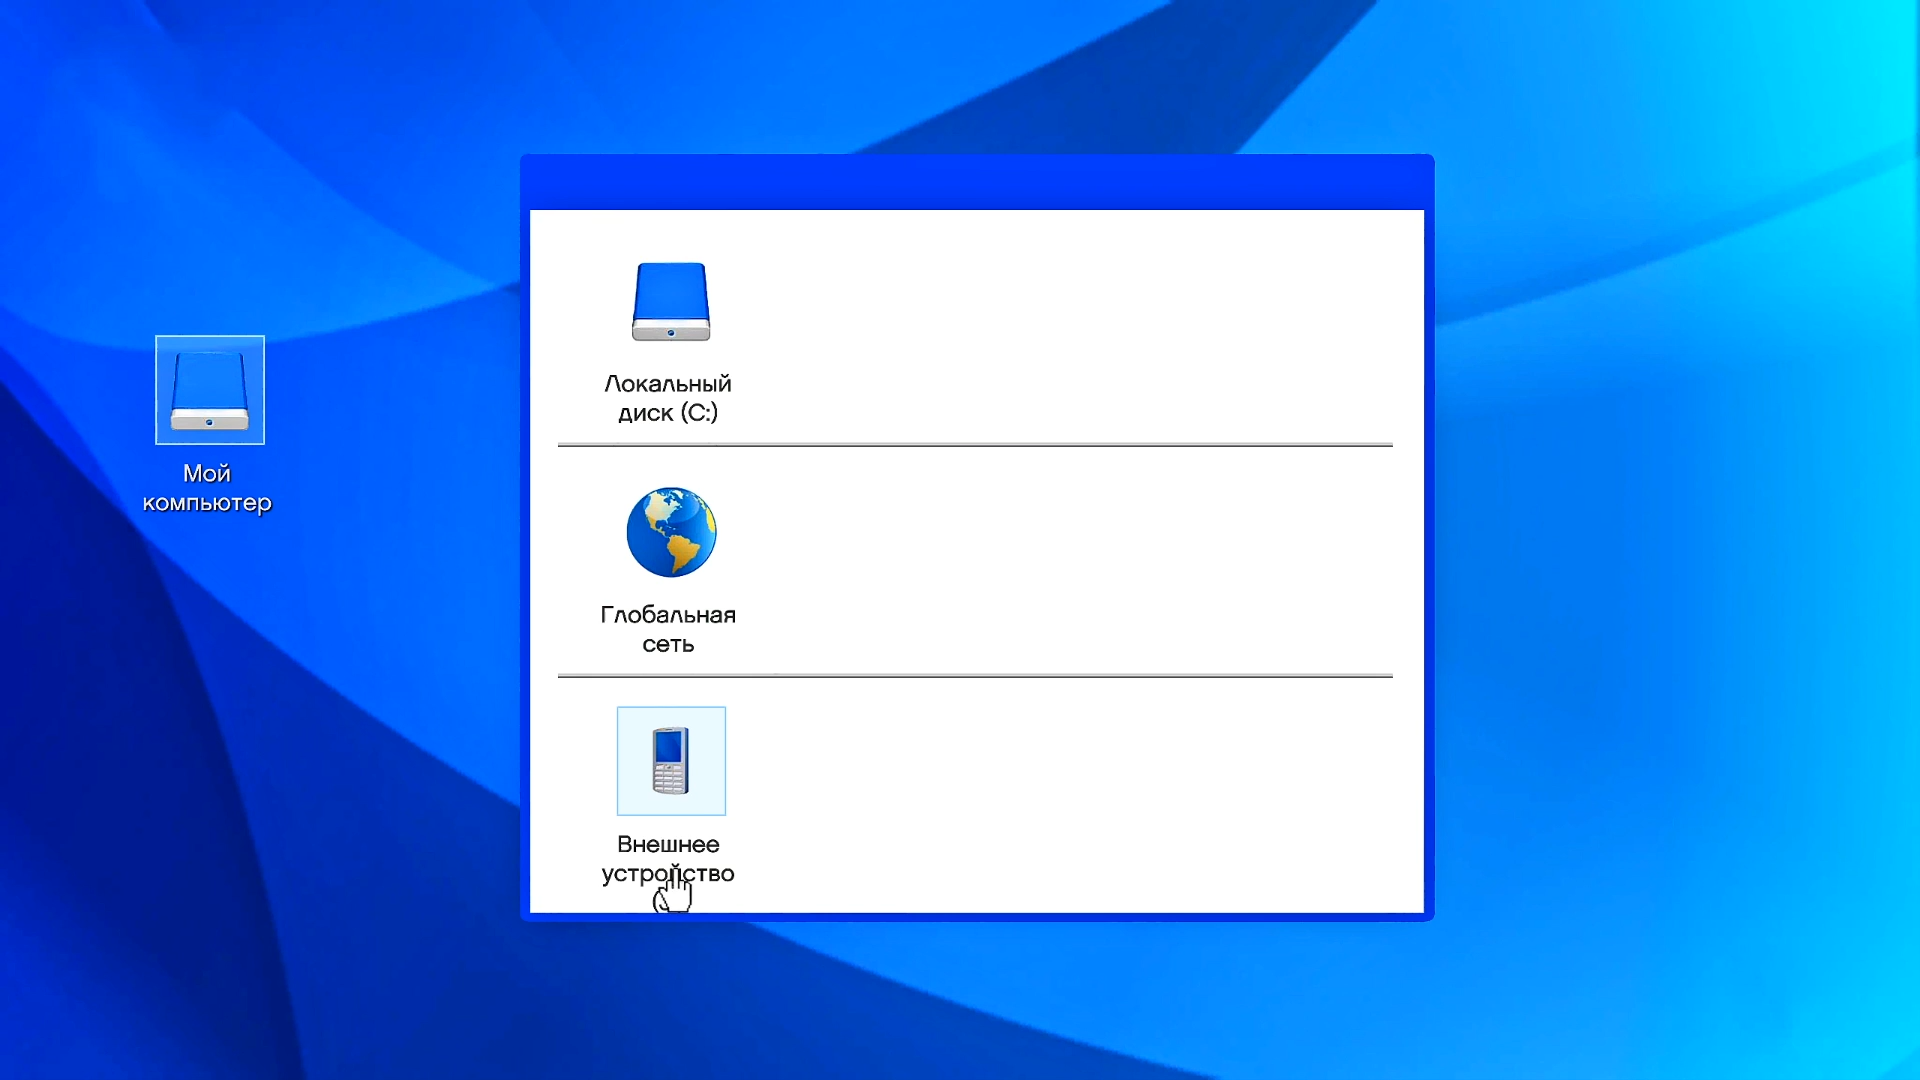 Мой
компьютер
Локальный
диск (C:)
Глобальная
сеть
Внешнее
устройство